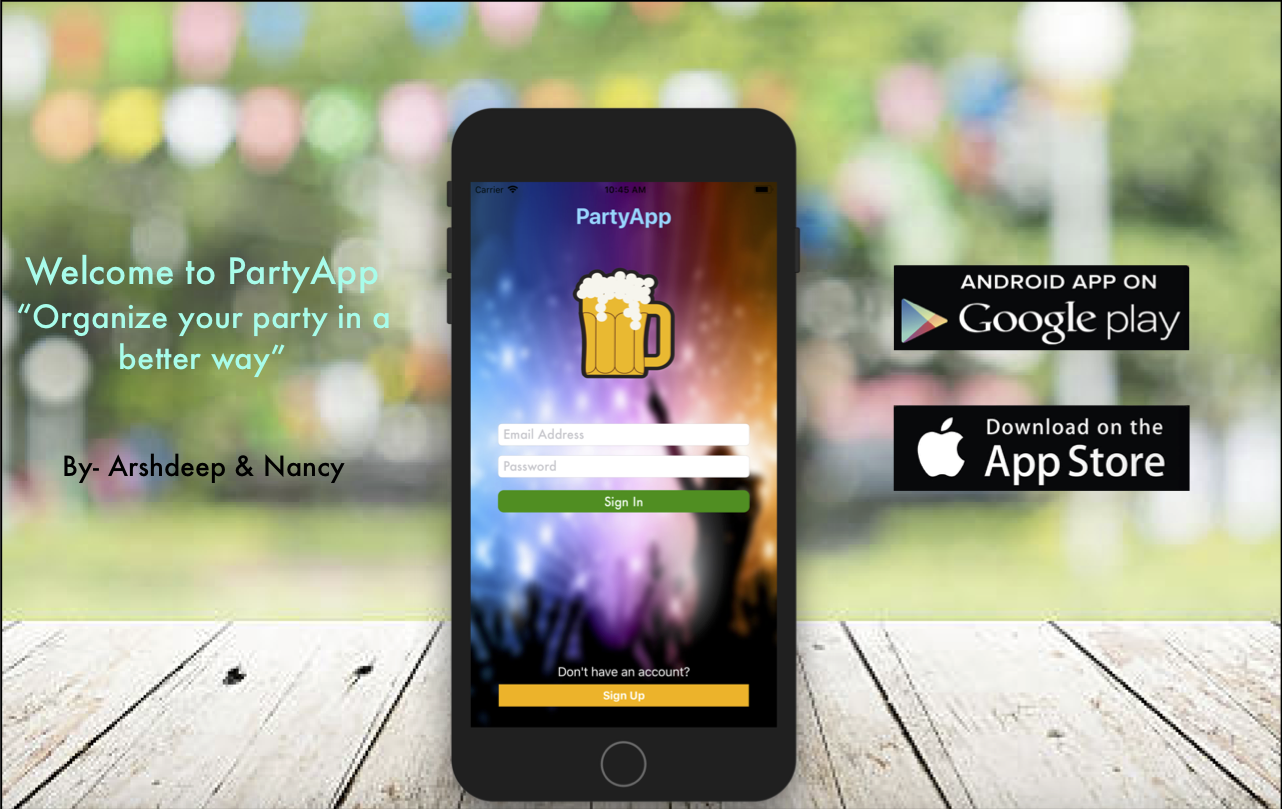 Welcome to PartyApp
“Organize your party in a
better way”
By- Arshdeep & Nancy
Carrier 10:45 AM
PartyApp
Email Address
Password
Sign In
Don't have an account?
Sign Up
ANDROID APP ON
Google play
Download on the
App Store